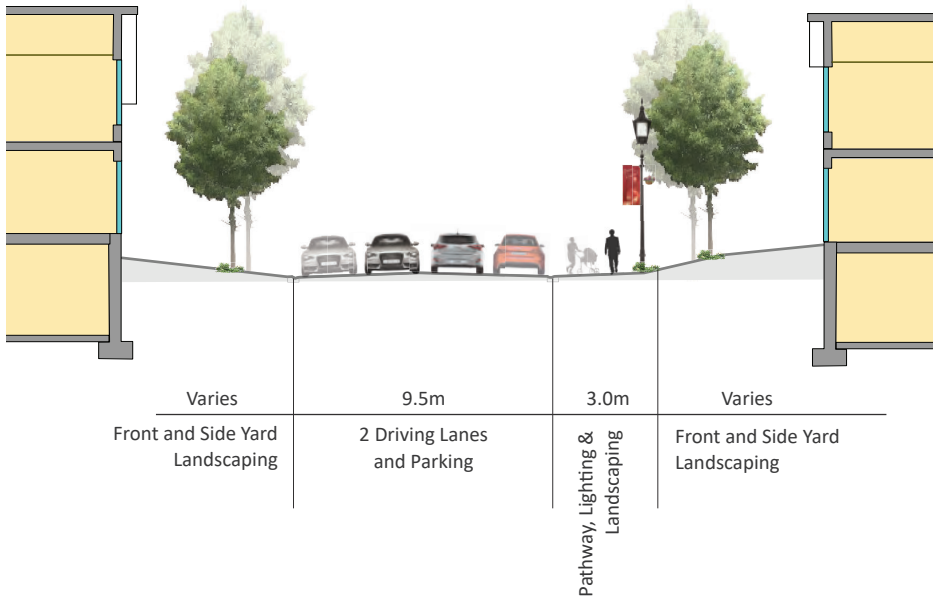 Varies
9.5m
3.0m
Varies
Front and Side Yard
Landscaping
2 Driving Lanes
and Parking
Pathway, Lighting &
Landscaping
Front and Side Yard
Landscaping